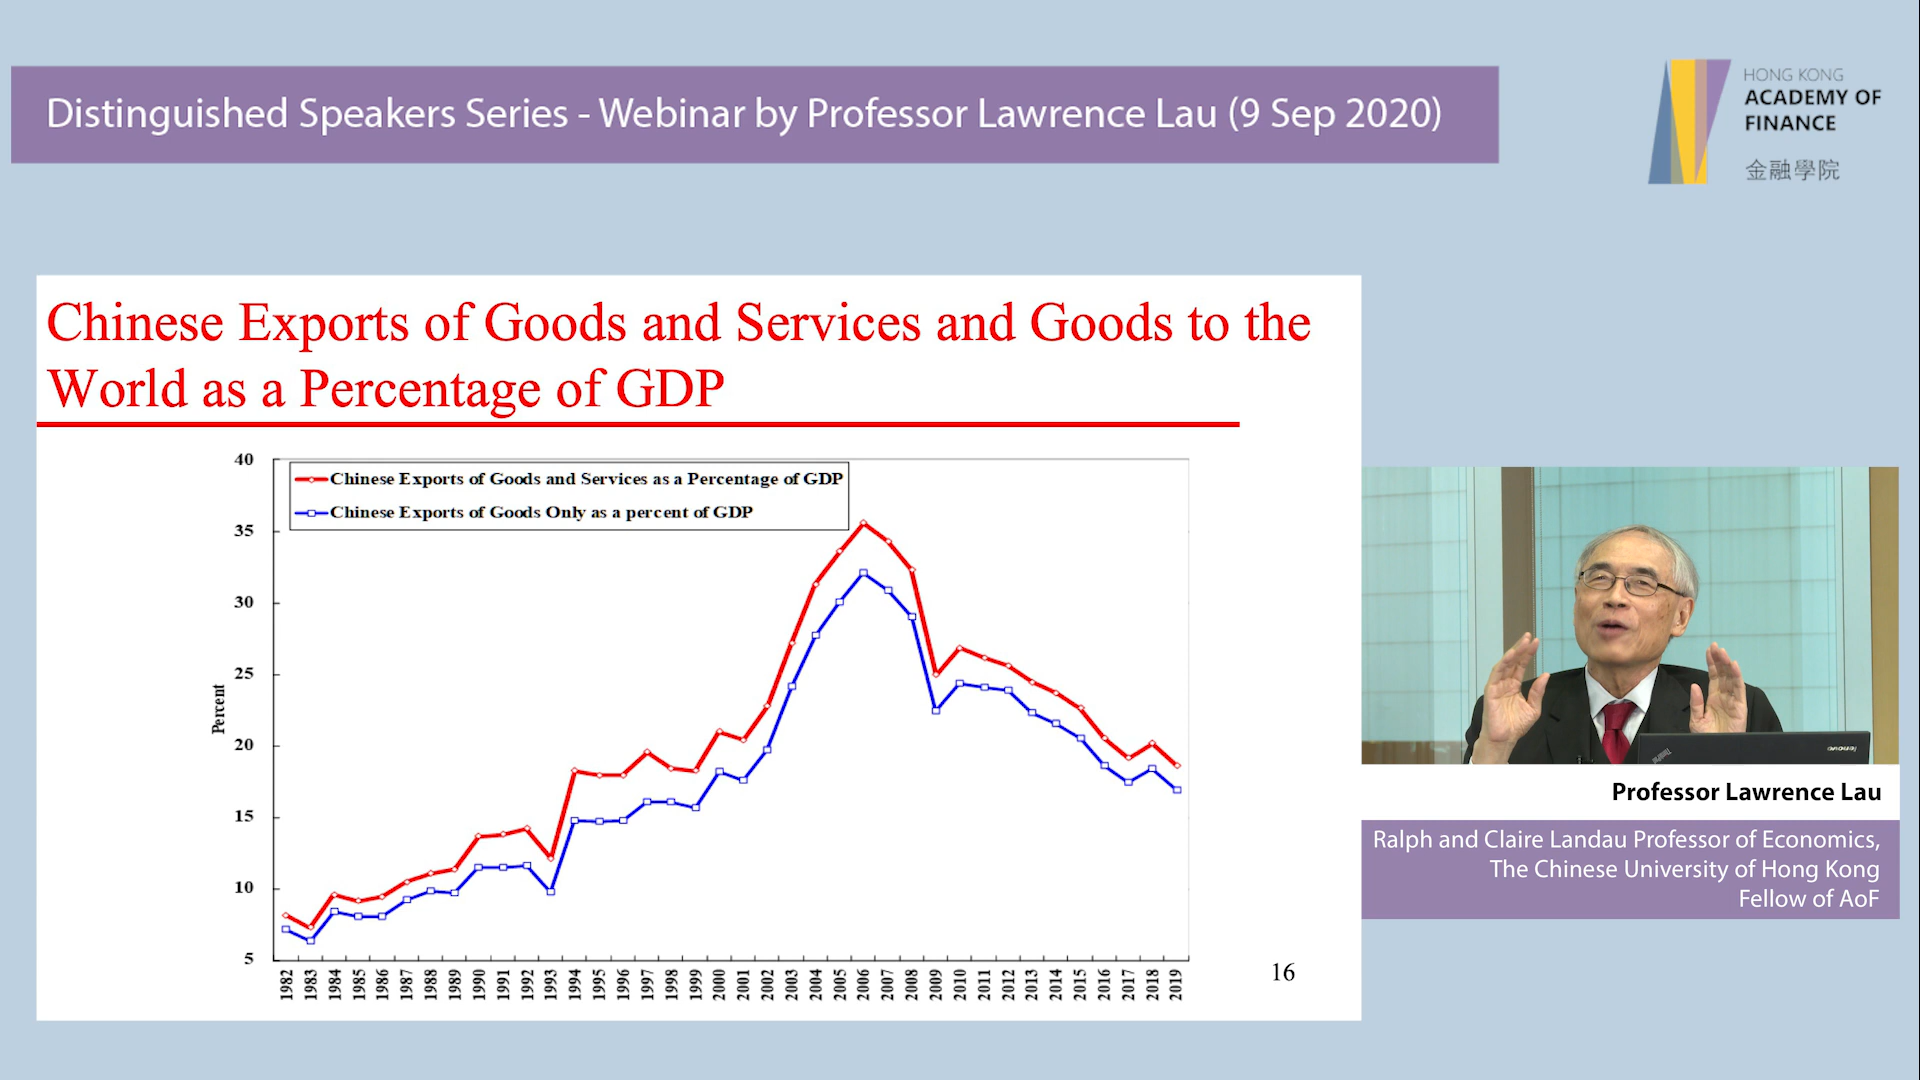 Distinguished Speakers Series - Webinar by Professor Lawrence Lau (9 Sep 2020)
HONG KONG
ACADEMY OF
FINANCE
金融學院
Chinese Exports of Goods and Services and Goods to the
World as a Percentage of GDP
Chinese Exports of Goods and Services as a Percentage of GDP
Chinese Exports of Goods Only as a percent of GDP
40
35
30
25
20
15
10
5
Percent
1982 1983 1984 1985 1986 1987 1988 1989 1990 1991 1992 1993 1994 1995 1996 1997 1998 1999 2000 2001 2002 2003 2004 2005 2006 2007 2008 2009 2010 2011 2012 2013 2014 2015 2016 2017 2018 2019
16
ThinkPad
lenovo
Professor Lawrence Lau
Ralph and Claire Landau Professor of Economics,
The Chinese University of Hong Kong
Fellow of AoF